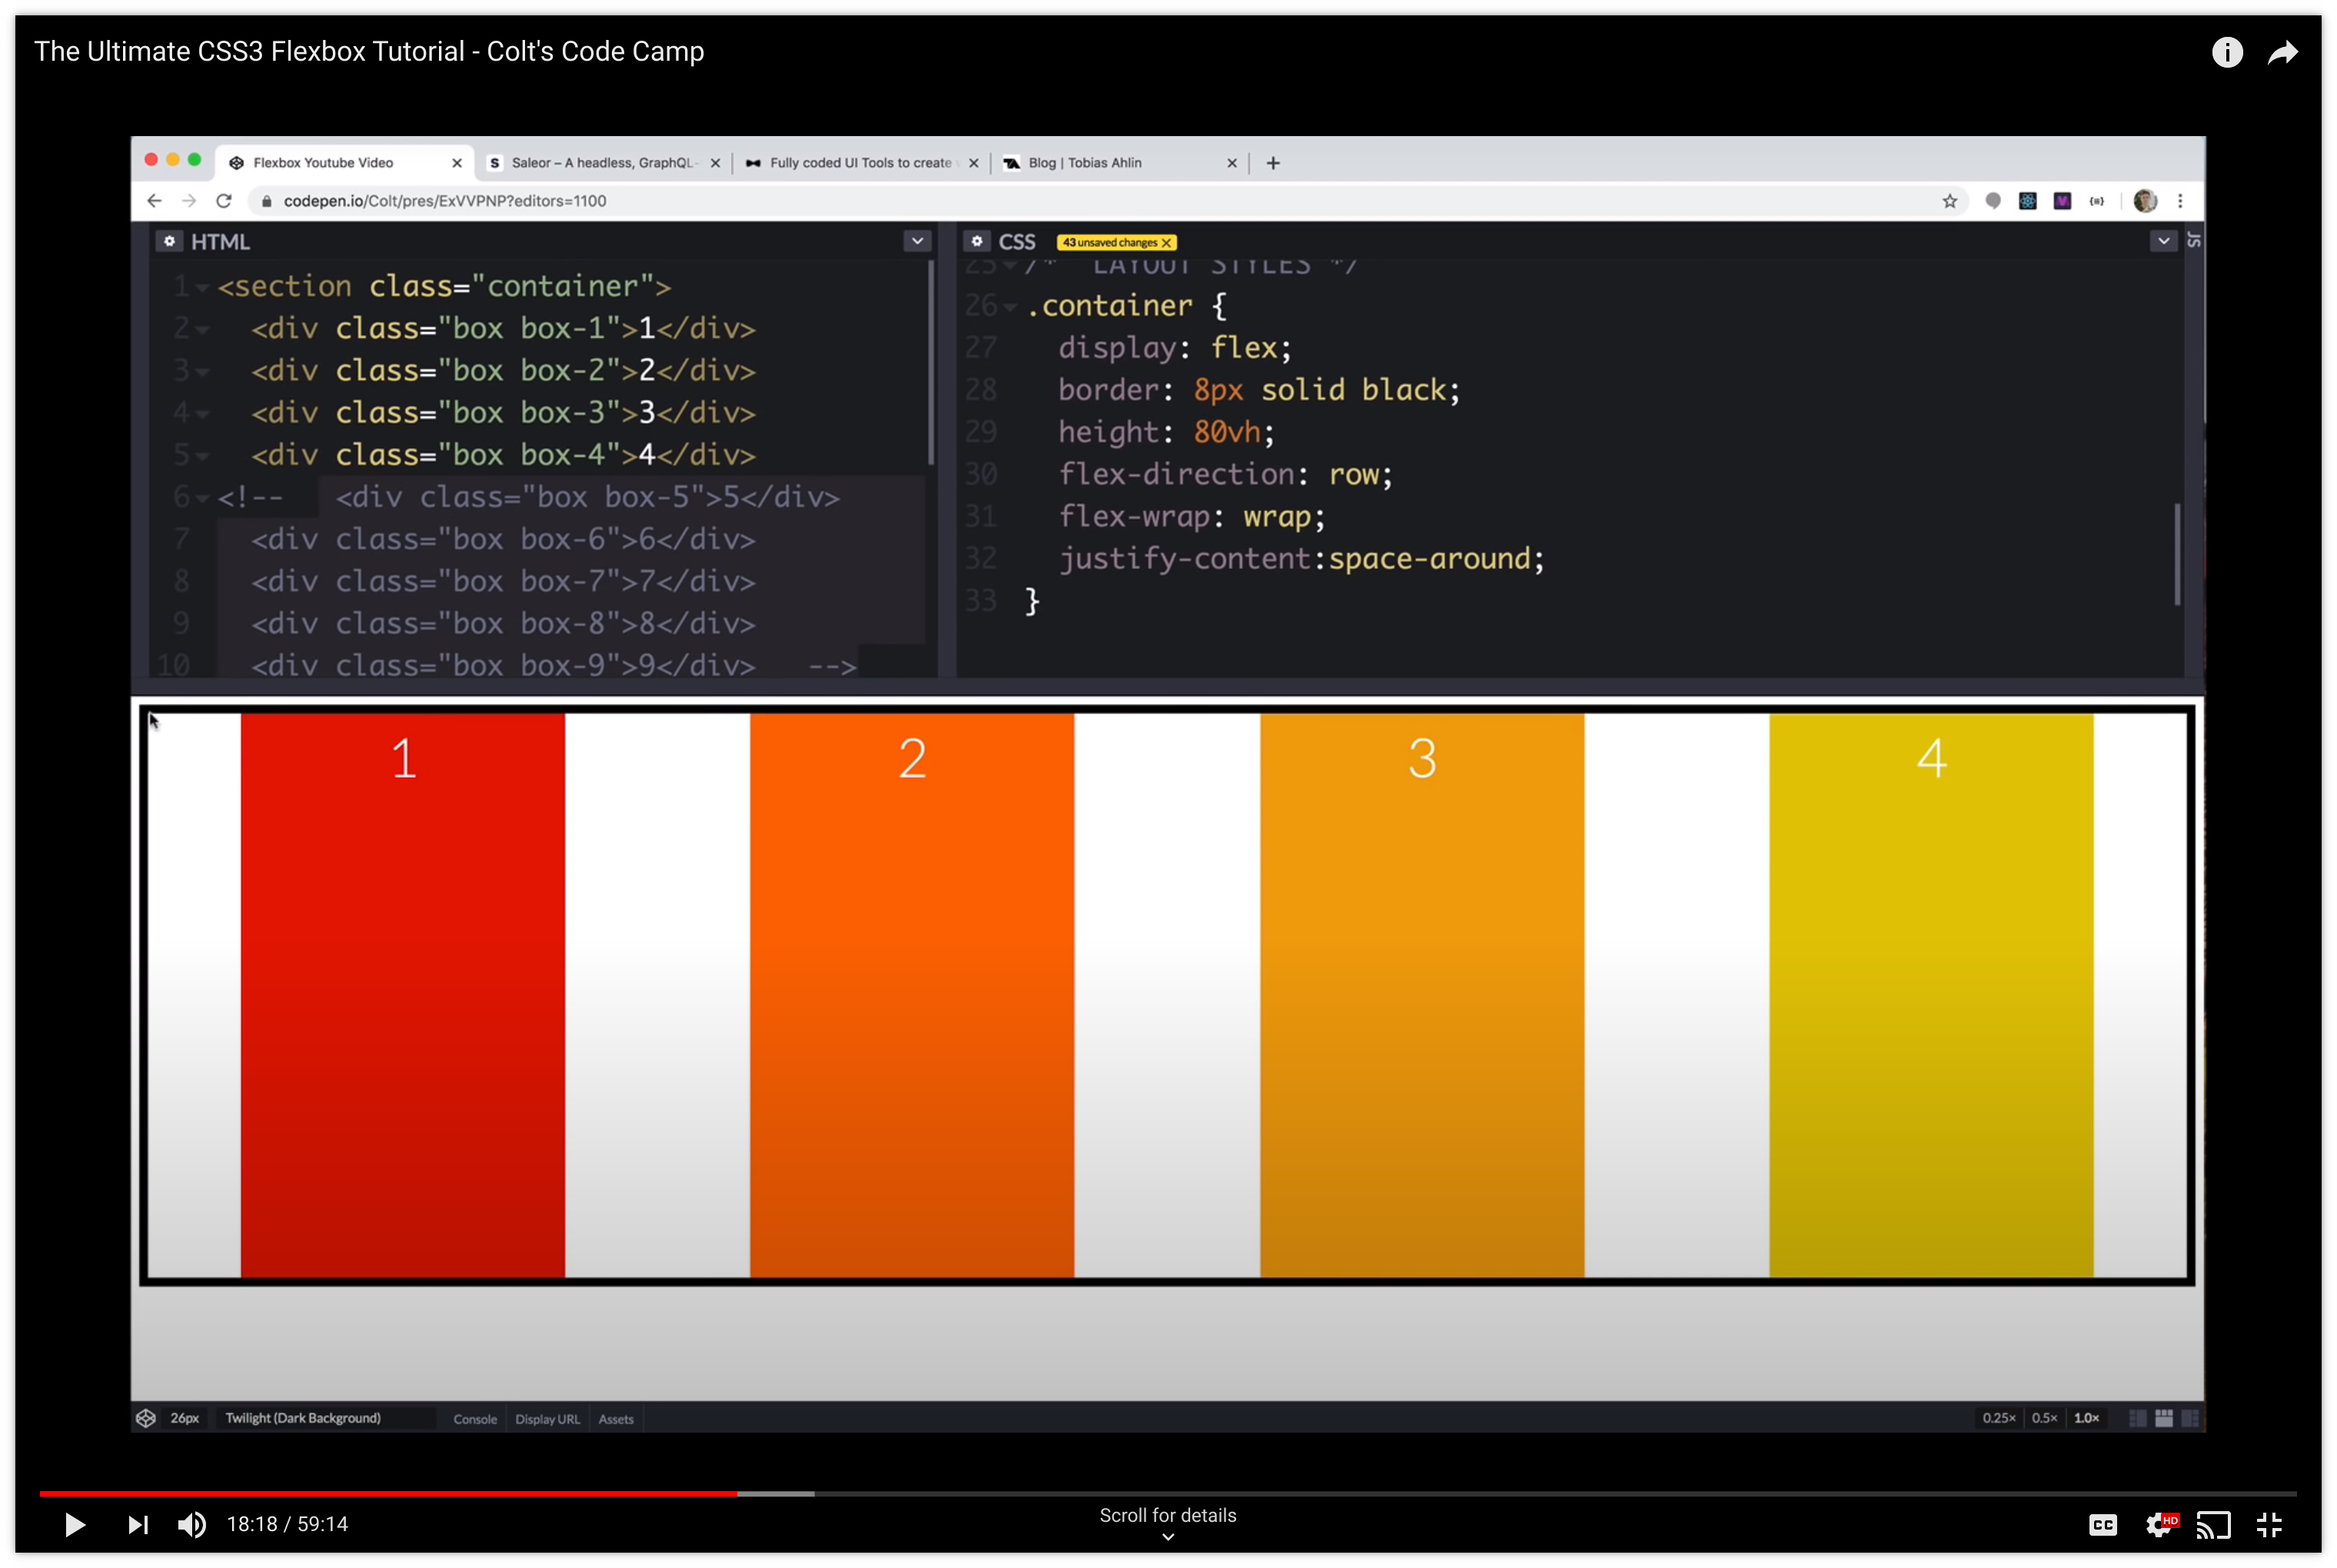 The Ultimate CSS3 Flexbox Tutorial - Colt's Code Camp
Flexbox Youtube Video
S Saleor – A headless, GraphQL-
Fully coded UI Tools to create
TA Blog | Tobias Ahlin
codepen.io/Colt/pres/ExVVPNP?editors=1100
HTML
CSS 43 unsaved changes
JS
1 <section class="container">
2 <div class="box box-1">1</div>
3 <div class="box box-2">2</div>
4 <div class="box box-3">3</div>
5 <div class="box box-4">4</div>
6 <!-- <div class="box box-5">5</div>
7 <div class="box box-6">6</div>
8 <div class="box box-7">7</div>
9 <div class="box box-8">8</div>
10 <div class="box box-9">9</div> -->
25 /* LAYOUT STYLES */
26 .container {
27 display: flex;
28 border: 8px solid black;
29 height: 80vh;
30 flex-direction: row;
31 flex-wrap: wrap;
32 justify-content:space-around;
33 }
1
2
3
4
26px Twilight (Dark Background) Console Display URL Assets
0.25× 0.5× 1.0×
18:18 / 59:14
Scroll for details
CC
HD